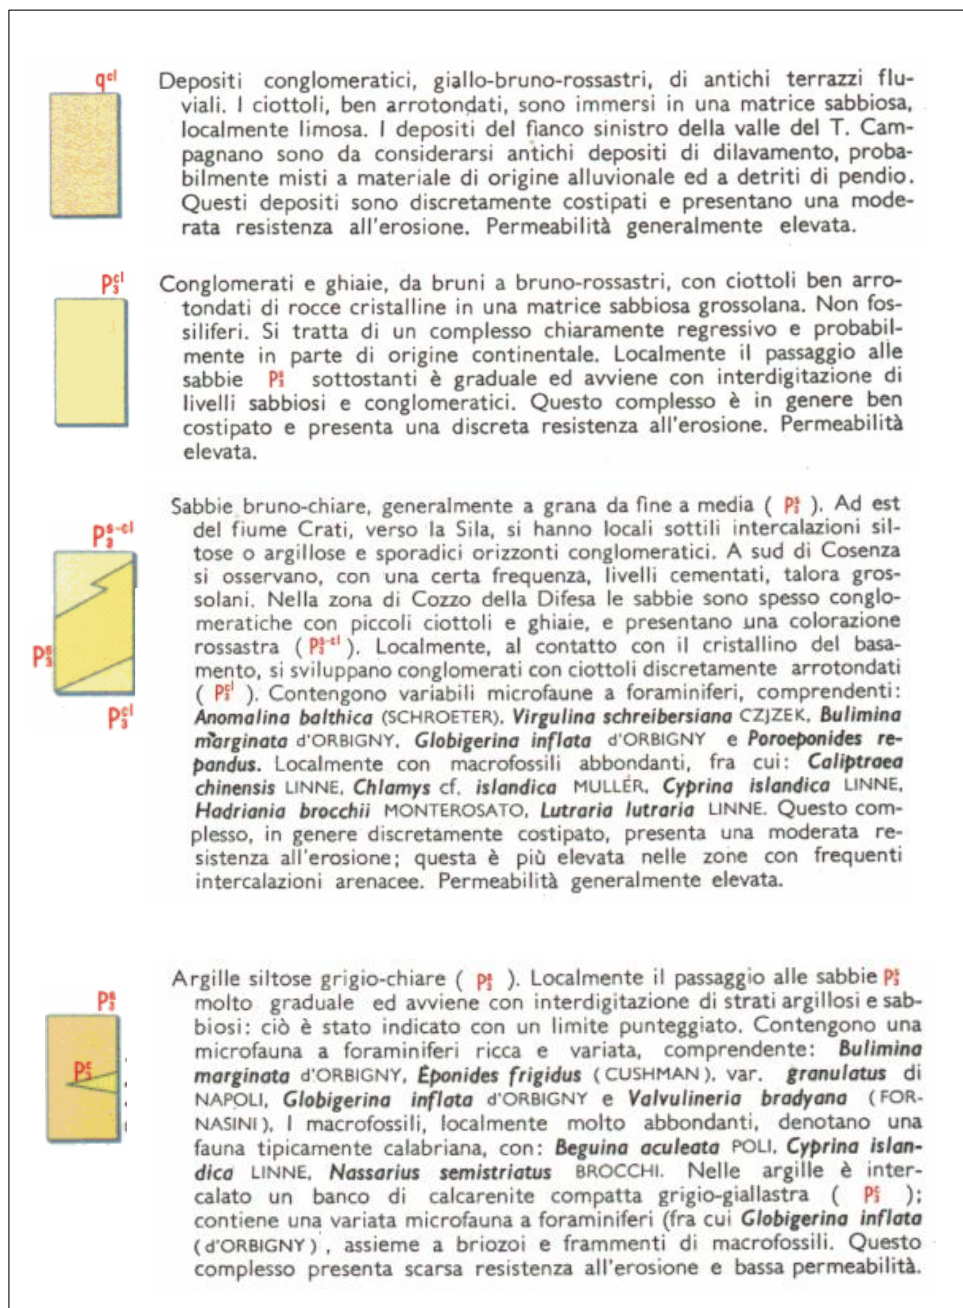 q^cl
Depositi conglomeratici, giallo-bruno-rossastri, di antichi terrazzi flu-
viali. I ciottoli, ben arrotondati, sono immersi in una matrice sabbiosa,
localmente limosa. I depositi del fianco sinistro della valle del T. Cam-
pagnano sono da considerarsi antichi depositi di dilavamento, proba-
bilmente misti a materiale di origine alluvionale ed a detriti di pendio.
Questi depositi sono discretamente costipati e presentano una mode-
rata resistenza all'erosione. Permeabilità generalmente elevata.
P₃^cl
Conglomerati e ghiaie, da bruni a bruno-rossastri, con ciottoli ben arro-
tondati di rocce cristalline in una matrice sabbiosa grossolana. Non fos-
siliferi. Si tratta di un complesso chiaramente regressivo e probabil-
mente in parte di origine continentale. Localmente il passaggio alle
sabbie P₃^s sottostanti è graduale ed avviene con interdigitazione di
livelli sabbiosi e conglomeratici. Questo complesso è in genere ben
costipato e presenta una discreta resistenza all'erosione. Permeabilità
elevata.
P₃^s-cl
P₃^s
P₃^cl
Sabbie bruno-chiare, generalmente a grana da fine a media ( P₃^s ). Ad est
del fiume Crati, verso la Sila, si hanno locali sottili intercalazioni sil-
tose o argillose e sporadici orizzonti conglomeratici. A sud di Cosenza
si osservano, con una certa frequenza, livelli cementati, talora gros-
solani. Nella zona di Cozzo della Difesa le sabbie sono spesso conglo-
meratiche con piccoli ciottoli e ghiaie, e presentano una colorazione
rossastra ( P₃^s-cl ). Localmente, al contatto con il cristallino del basa-
mento, si sviluppano conglomerati con ciottoli discretamente arrotondati
( P₃^cl ). Contengono variabili microfaune a foraminiferi, comprendenti:
Anomalina balthica (SCHROETER), Virgulina schreibersiana CZJZEK, Bulimina
marginata d'ORBIGNY, Globigerina inflata d'ORBIGNY e Poroeponides re-
pandus. Localmente con macrofossili abbondanti, fra cui: Caliptraea
chinensis LINNE, Chlamys cf. islandica MULLER, Cyprina islandica LINNE,
Hadriania brocchii MONTEROSATO, Lutraria lutraria LINNE. Questo com-
plesso, in genere discretamente costipato, presenta una moderata re-
sistenza all'erosione; questa è più elevata nelle zone con frequenti
intercalazioni arenacee. Permeabilità generalmente elevata.
P₃^a
P₃^c
Argille siltose grigio-chiare ( P₃^a ). Localmente il passaggio alle sabbie P₃^s
molto graduale ed avviene con interdigitazione di strati argillosi e sab-
biosi: ciò è stato indicato con un limite punteggiato. Contengono una
microfauna a foraminiferi ricca e variata, comprendente: Bulimina
marginata d'ORBIGNY, Eponides frigidus (CUSHMAN), var. granulatus di
NAPOLI, Globigerina inflata d'ORBIGNY e Valvulineria bradyana (FOR-
NASINI). I macrofossili, localmente molto abbondanti, denotano una
fauna tipicamente calabriana, con: Beguina aculeata POLI, Cyprina islan-
dica LINNE, Nassarius semistriatus BROCCHI. Nelle argille è inter-
calato un banco di calcarenite compatta grigio-giallastra ( P₃^c );
contiene una variata microfauna a foraminiferi (fra cui Globigerina inflata
(d'ORBIGNY), assieme a briozoi e frammenti di macrofossili. Questo
complesso presenta scarsa resistenza all'erosione e bassa permeabilità.